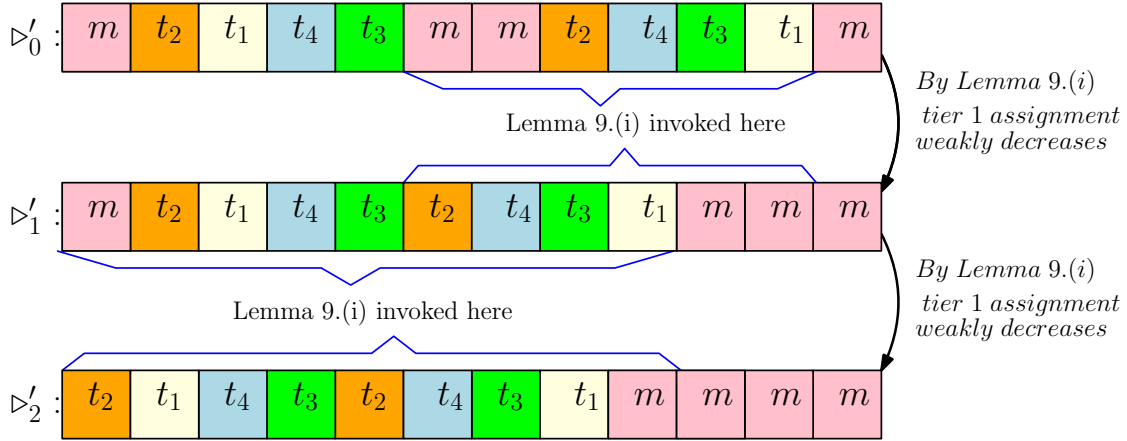 ▷′₀ : m t₂ t₁ t₄ t₃ m m t₂ t₄ t₃ t₁ m
By Lemma 9.(i)
tier 1 assignment
weakly decreases
Lemma 9.(i) invoked here
▷′₁ : m t₂ t₁ t₄ t₃ t₂ t₄ t₃ t₁ m m m
By Lemma 9.(i)
tier 1 assignment
weakly decreases
Lemma 9.(i) invoked here
▷′₂ : t₂ t₁ t₄ t₃ t₂ t₄ t₃ t₁ m m m m